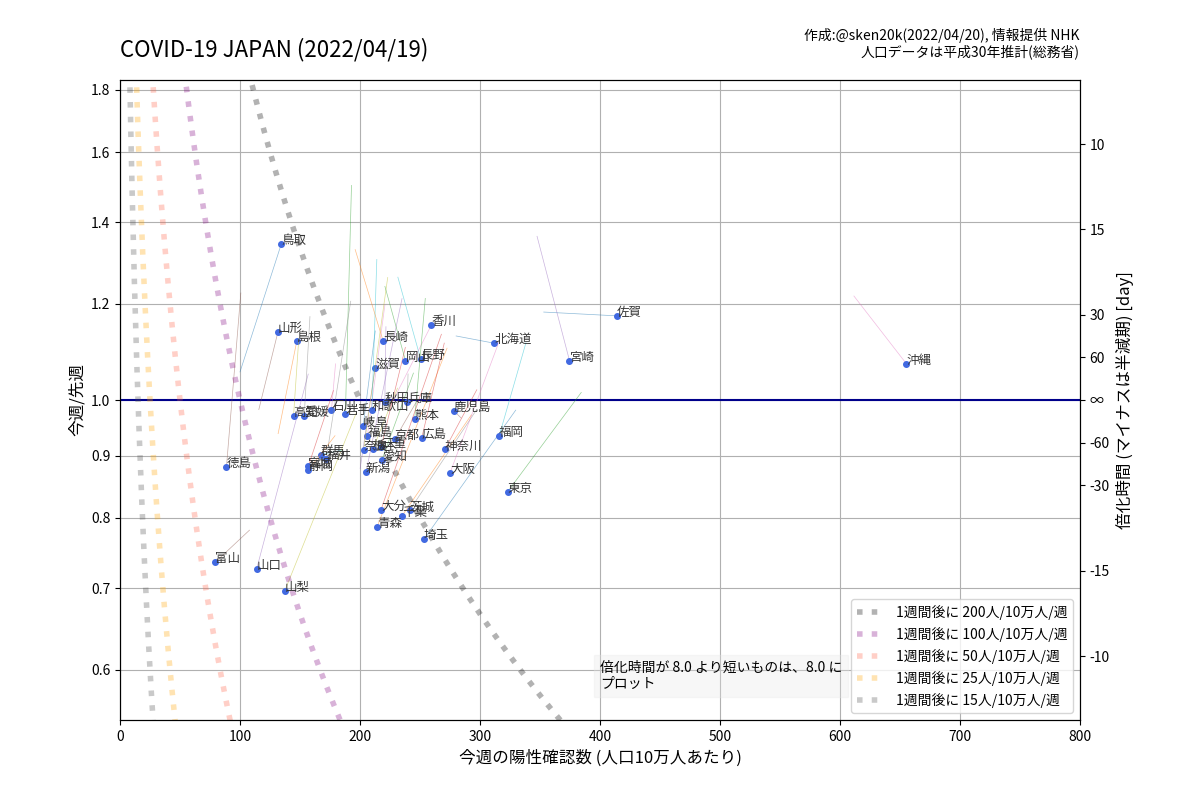 COVID-19 JAPAN (2022/04/19)
作成:@sken20k(2022/04/20), 情報提供 NHK
人口データは平成30年推計(総務省)
今週/先週
1.8
1.6
1.4
1.2
1.0
0.9
0.8
0.7
0.6
10
15
30
60
∞
-60
-30
-15
-10
倍化時間 (マイナスは半減期) [day]
鳥取
佐賀
香川
山形
島根
長崎
北海道
宮崎
長野
沖縄
滋賀
秋田
兵庫
和歌山
鹿児島
岩手
熊本
岐阜
福島
京都
広島
福岡
神奈川
群馬
福井
愛知
徳島
新潟
大阪
東京
大分
茨城
千葉
青森
埼玉
富山
山口
山梨
倍化時間が 8.0 より短いものは、8.0 に
プロット
1週間後に 200人/10万人/週
1週間後に 100人/10万人/週
1週間後に 50人/10万人/週
1週間後に 25人/10万人/週
1週間後に 15人/10万人/週
0 100 200 300 400 500 600 700 800
今週の陽性確認数 (人口10万人あたり)